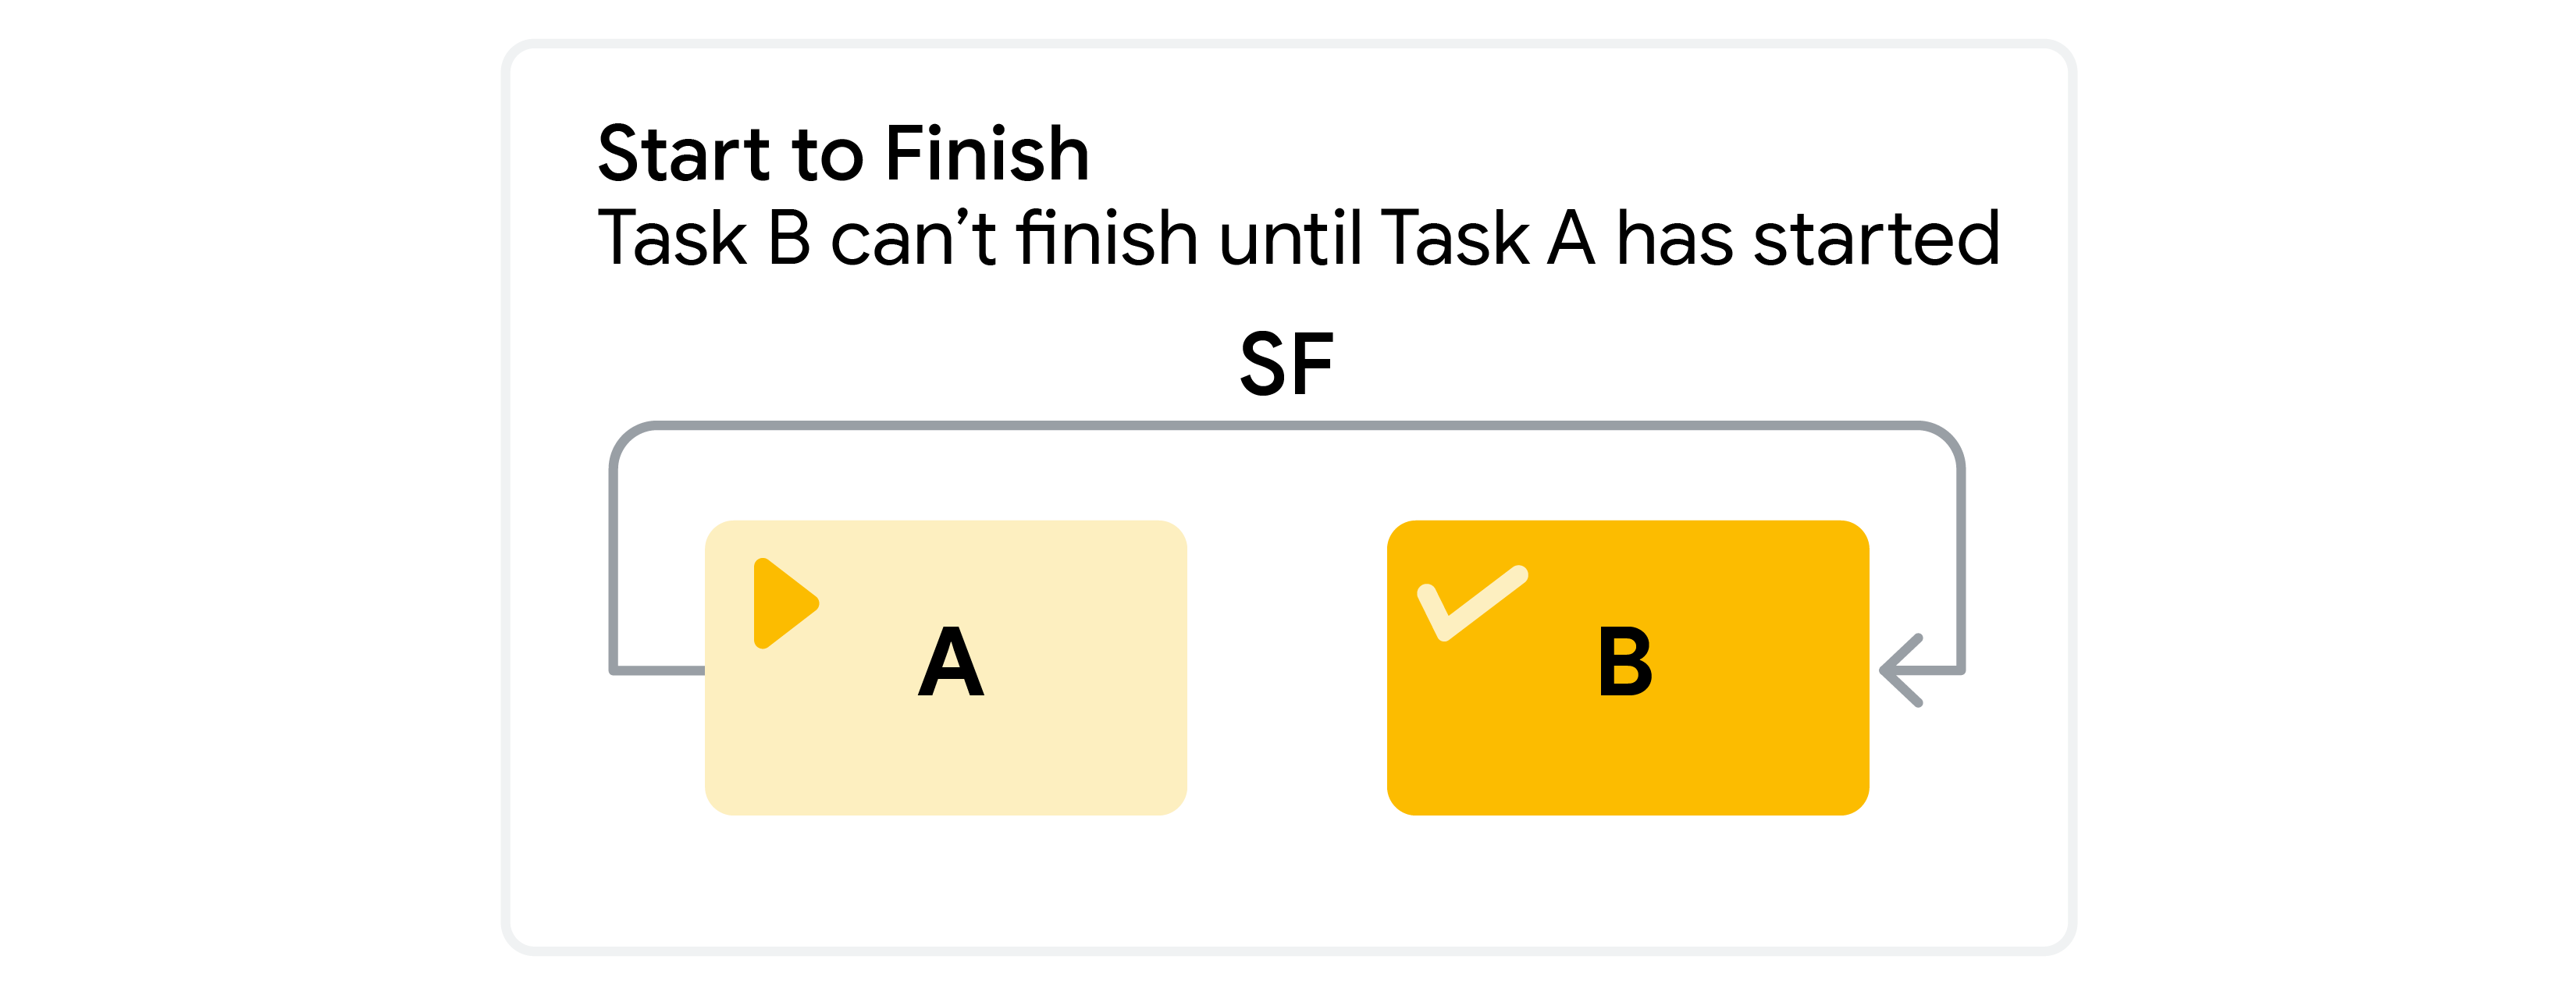 Start to Finish
Task B can’t finish until Task A has started
SF
A
B